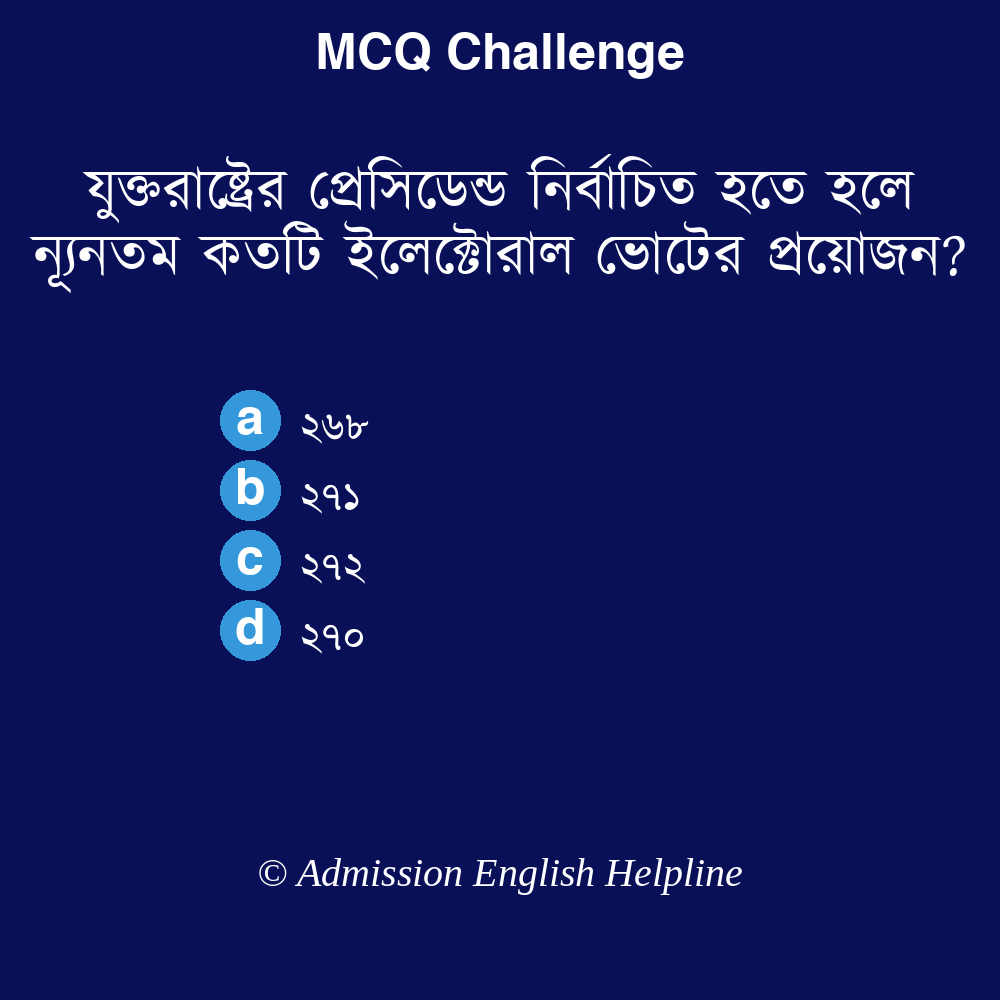 MCQ Challenge
যুক্তরাষ্ট্রের প্রেসিডেন্ড নির্বাচিত হতে হলে
ন্যূনতম কতটি ইলেক্টোরাল ভোটের প্রয়োজন?
a ২৬৮
b ২৭১
c ২৭২
d ২৭০
© Admission English Helpline